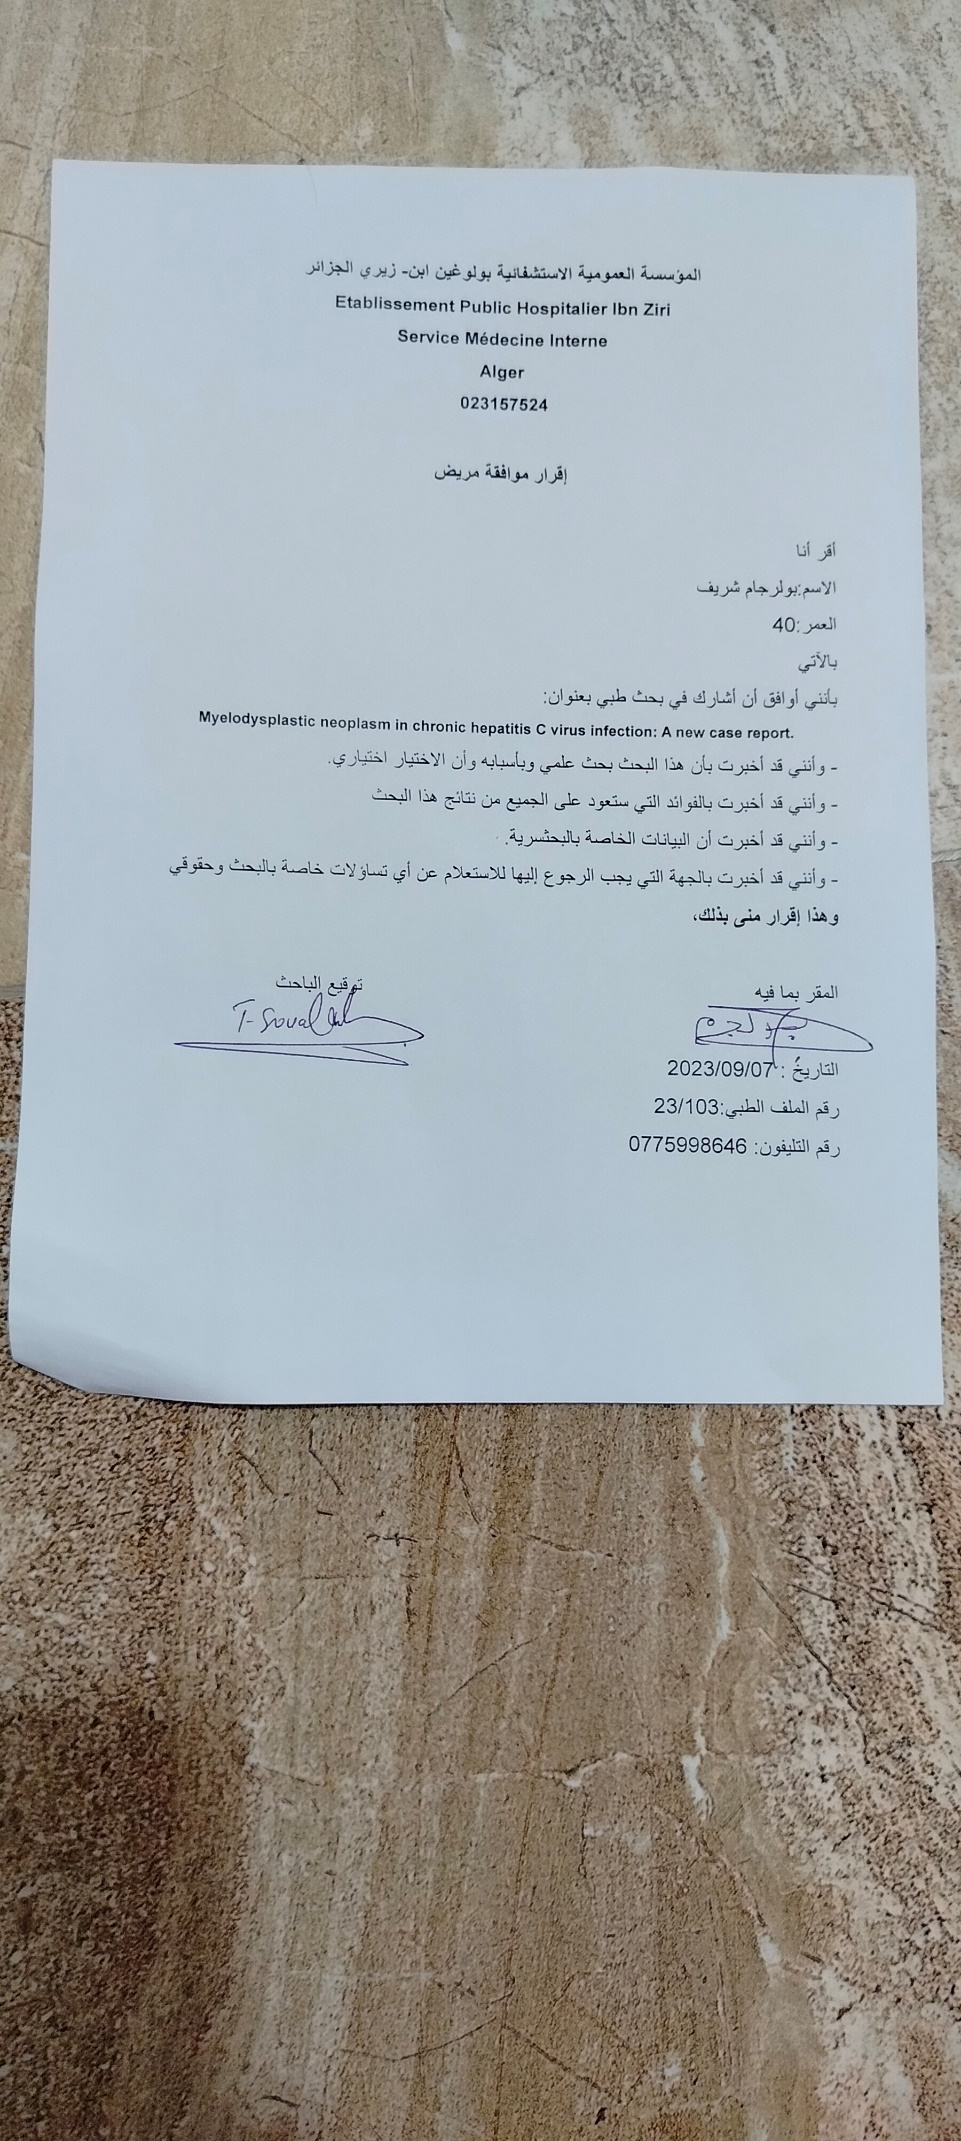 المؤسسة العمومية الاستشفائية بولوغين ابن- زيري الجزائر
Etablissement Public Hospitalier Ibn Ziri
Service Médecine Interne
Alger
023157524
إقرار موافقة مريض
أقر أنا
الاسم:بولرجام شريف
العمر:40
بالآتي
بأنني أوافق أن أشارك في بحث طبي بعنوان:
Myelodysplastic neoplasm in chronic hepatitis C virus infection: A new case report.
- وأنني قد أخبرت بأن هذا البحث بحث علمي وبأسبابه وأن الاختيار اختياري.
- وأنني قد أخبرت بالفوائد التي ستعود على الجميع من نتائج هذا البحث
- وأنني قد أخبرت أن البيانات الخاصة بالبحثسرية.
- وأنني قد أخبرت بالجهة التي يجب الرجوع إليها للاستعلام عن أي تساؤلات خاصة بالبحث وحقوقي
وهذا إقرار منى بذلك،
المقر بما فيه
توقيع الباحث
التاريخُ : 2023/09/07
رقم الملف الطبي:23/103
رقم التليفون: 0775998646